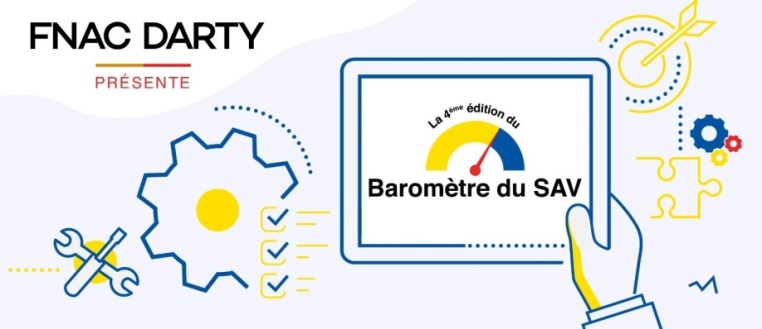 FNAC DARTY
PRÉSENTE
La 4ème édition du
Baromètre du SAV